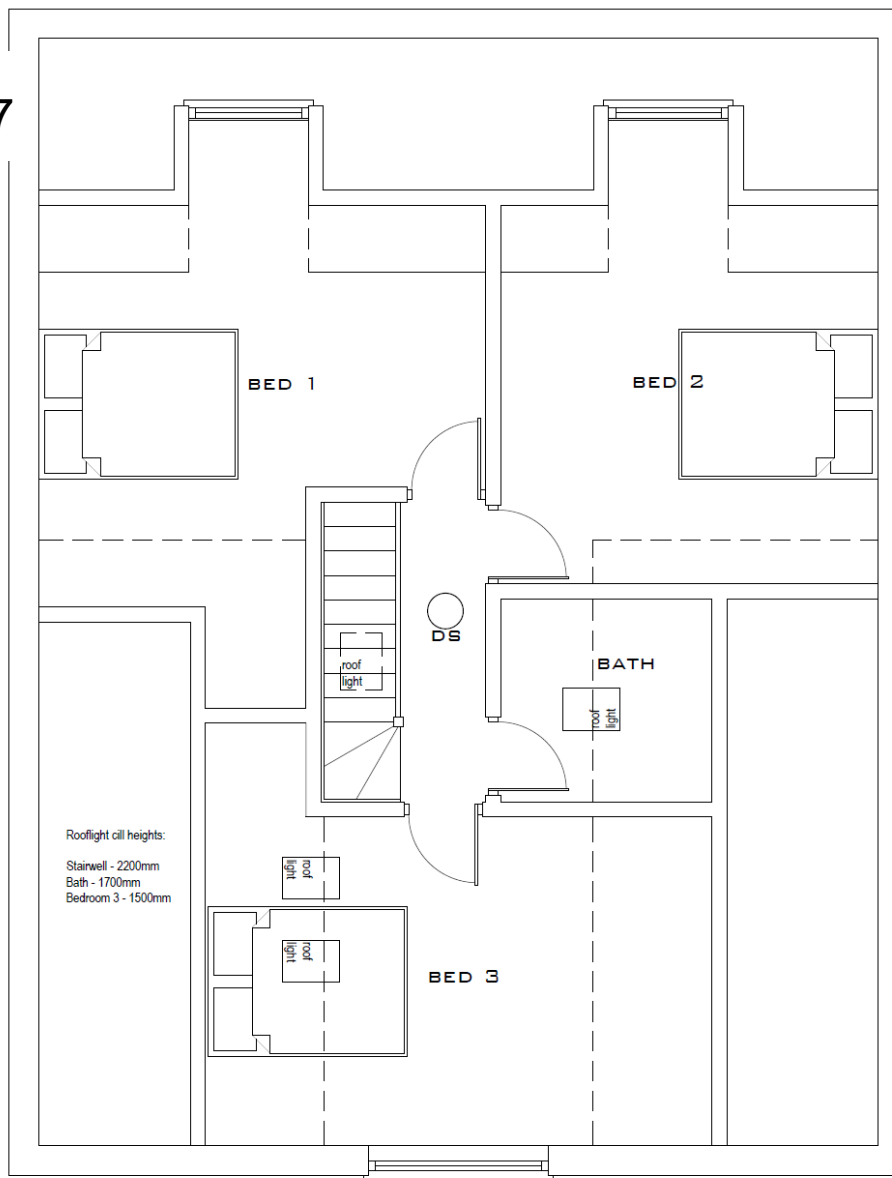 7
BED 1
BED 2
DS
roof
light
BATH
roof
light
Rooflight cill heights:
Stairwell - 2200mm
Bath - 1700mm
Bedroom 3 - 1500mm
roof
light
roof
light
BED 3